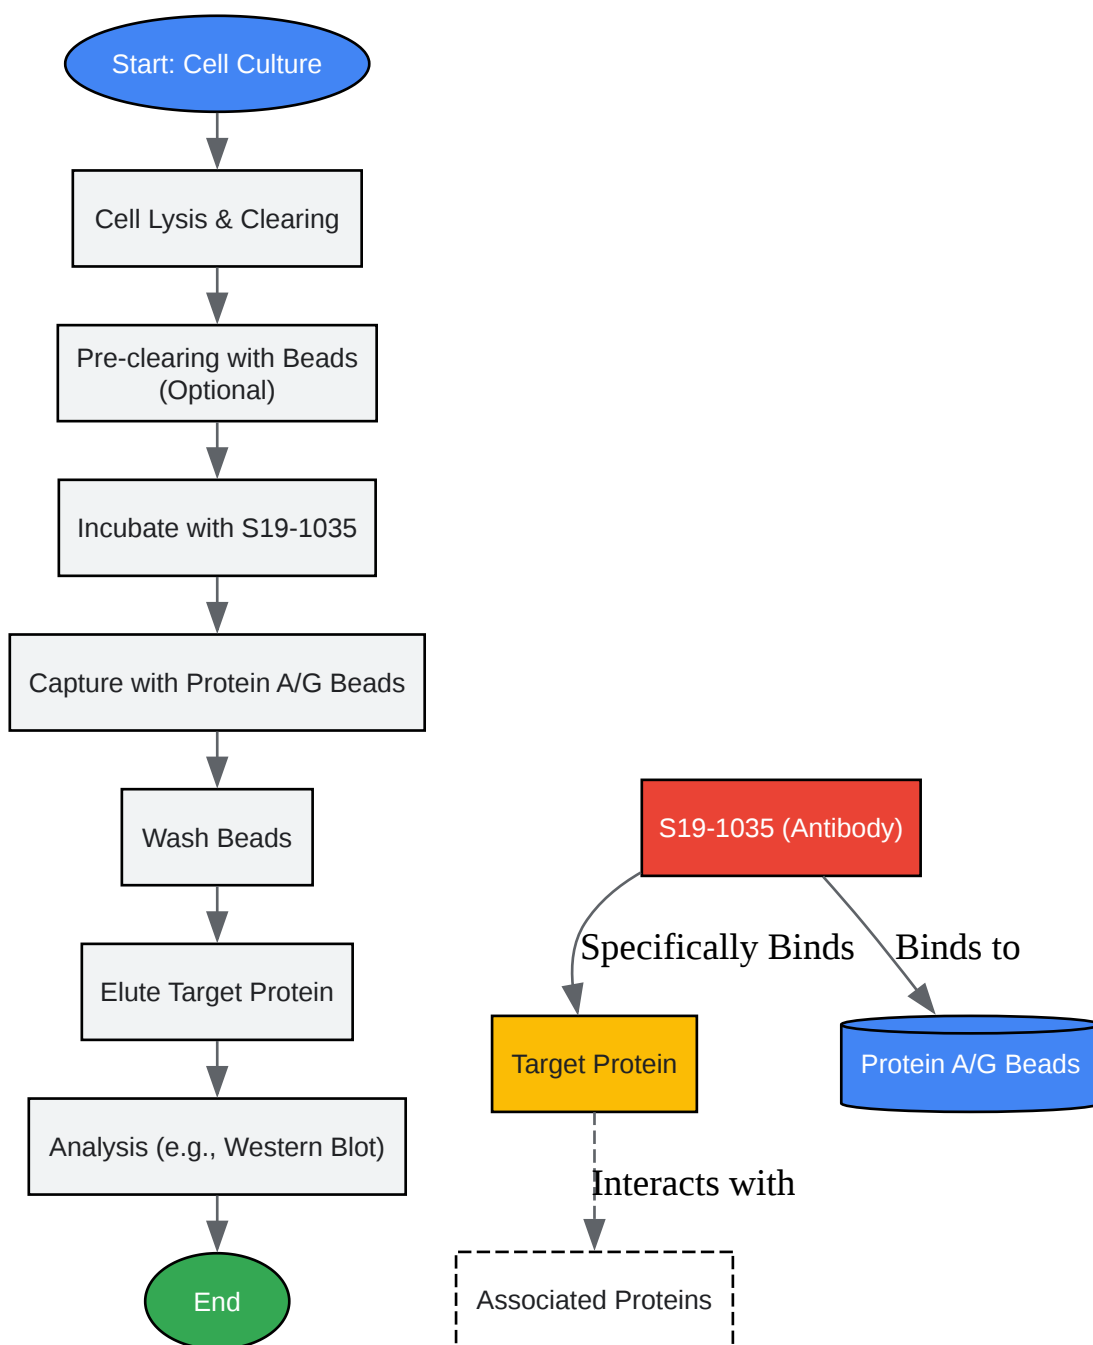 Start: Cell Culture
Cell Lysis & Clearing
Pre-clearing with Beads
(Optional)
Incubate with S19-1035
Capture with Protein A/G Beads
Wash Beads
Elute Target Protein
Analysis (e.g., Western Blot)
End
S19-1035 (Antibody)
Specifically Binds
Binds to
Target Protein
Protein A/G Beads
Interacts with
Associated Proteins